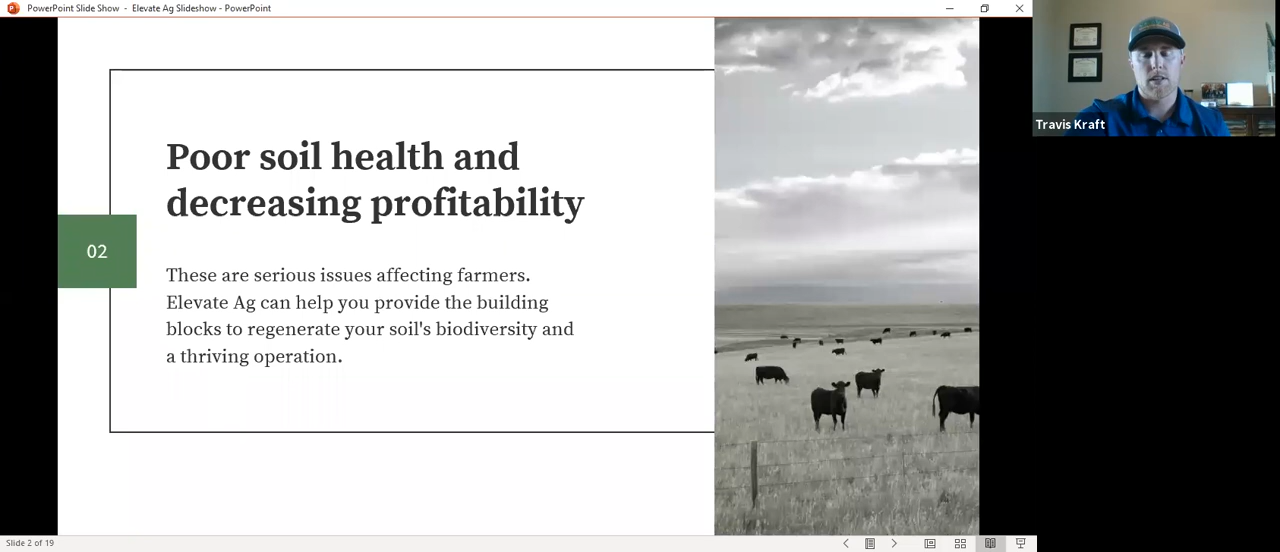 PowerPoint Slide Show - Elevate Ag Slideshow - PowerPoint
Travis Kraft
Poor soil health and
decreasing profitability
02
These are serious issues affecting farmers.
Elevate Ag can help you provide the building
blocks to regenerate your soil's biodiversity and
a thriving operation.
Slide 2 of 19